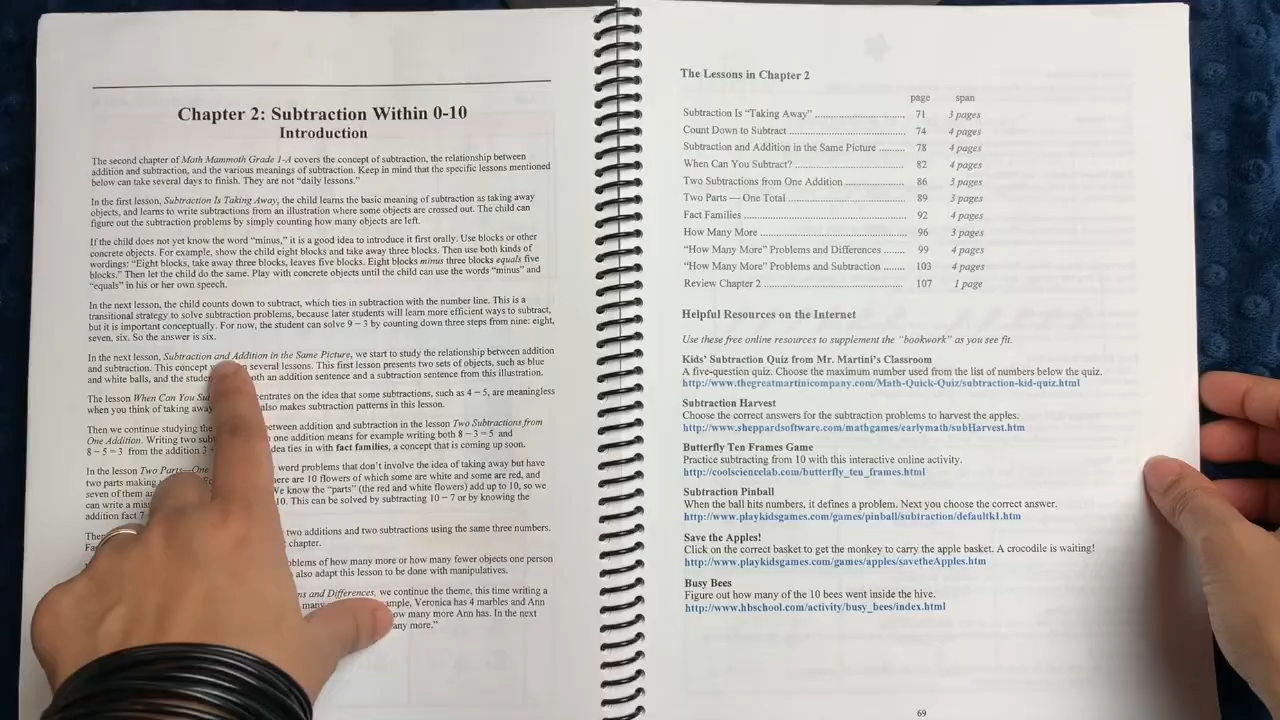 Chapter 2: Subtraction Within 0-10
Introduction
The second chapter of Math Mammoth Grade 1-A covers the concept of subtraction, the relationship between
addition and subtraction, and the various meanings of subtraction. Keep in mind that the specific lessons mentioned
below can take several days to finish. They are not “daily lessons.”
In the first lesson, Subtraction Is Taking Away, the child learns the basic meaning of subtraction as taking away
objects, and learns to write subtractions from an illustration where some objects are crossed out. The child can
figure out the subtraction problems by simply counting how many objects are left.
If the child does not yet know the word “minus,” it is a good idea to introduce it first orally. Use blocks or other
concrete objects. For example, show the child eight blocks and take away three blocks. Then use both kinds of
wordings: “Eight blocks, take away three blocks, leaves five blocks. Eight blocks minus three blocks equals five
blocks.” Then let the child do the same. Play with concrete objects until the child can use the words “minus” and
“equals” in his or her own speech.
In the next lesson, the child counts down to subtract, which ties in subtraction with the number line. This is a
transitional strategy to solve subtraction problems, because later students will learn more efficient ways to subtract,
but it is important conceptually. For now, the student can solve 9 – 3 by counting down three steps from nine: eight,
seven, six. So the answer is six.
In the next lesson, Subtraction and Addition in the Same Picture, we start to study the relationship between addition
and subtraction. This concept several lessons. This first lesson presents two sets of objects, such as blue
and white balls, and the both an addition sentence and a subtraction sentence from this illustration.
The lesson When Can You on the idea that some subtractions, such as 4 – 5, are meaningless
when you think of taking away also makes subtraction patterns in this lesson.
Then we continue studying the between addition and subtraction in the lesson Two Subtractions from
One Addition. Writing two one addition means for example writing both 8 – 3 = 5 and
8 – 5 = 3 from the addition ties in with fact families, a concept that is coming up soon.
In the lesson Two Parts—One word problems that don’t involve the idea of taking away but have
two parts making are 10 flowers of which some are white and some are red, and
seven of them We know the “parts” (the red and white flowers) add up to 10, so we
can write a 10. This can be solved by subtracting 10 – 7 or by knowing the
addition fact
two additions and two subtractions using the same three numbers.
chapter.
of how many more or how many fewer objects one person
also adapt this lesson to be done with manipulatives.
and Differences, we continue the theme, this time writing a
many Veronica has 4 marbles and Ann
how many more Ann has. In the next
more.”
The Lessons in Chapter 2
page span
Subtraction Is “Taking Away” ............ 71 3 pages
Count Down to Subtract ............ 74 4 pages
Subtraction and Addition in the Same Picture ......... 78 4 pages
When Can You Subtract? ............ 82 4 pages
Two Subtractions from One Addition ............ 86 3 pages
Two Parts — One Total ............ 89 3 pages
Fact Families ............ 92 4 pages
How Many More ............ 96 3 pages
“How Many More” Problems and Differences ........ 99 4 pages
“How Many More” Problems and Subtraction ........ 103 4 pages
Review Chapter 2 ............ 107 1 page
Helpful Resources on the Internet
Use these free online resources to supplement the “bookwork” as you see fit.
Kids’ Subtraction Quiz from Mr. Martini’s Classroom
A five-question quiz. Choose the maximum number used from the list of numbers below the quiz.
http://www.thegreatmartinicompany.com/Math-Quick-Quiz/subtraction-kid-quiz.html
Subtraction Harvest
Choose the correct answers for the subtraction problems to harvest the apples.
http://www.sheppardsoftware.com/mathgames/earlymath/subHarvest.htm
Butterfly Ten Frames Game
Practice subtracting from 10 with this interactive online activity.
http://coolsciencelab.com/butterfly_ten_frames.html
Subtraction Pinball
When the ball hits numbers, it defines a problem. Next you choose the correct answer.
http://www.playkidsgames.com/games/pinball/subtraction/defaultk1.htm
Save the Apples!
Click on the correct basket to get the monkey to carry the apple basket. A crocodile is waiting!
http://www.playkidsgames.com/games/apples/savetheApples.htm
Busy Bees
Figure out how many of the 10 bees went inside the hive.
http://www.hbschool.com/activity/busy_bees/index.html
69